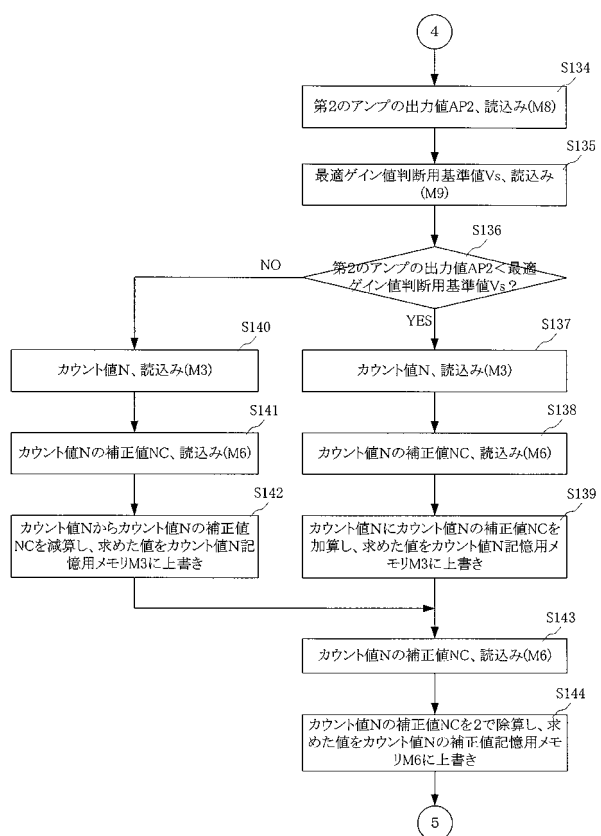 4
S134
第2のアンプの出力値AP2、読込み(M8)
S135
最適ゲイン値判断用基準値Vs、読込み
(M9)
S136
第2のアンプの出力値AP2<最適
ゲイン値判断用基準値Vs?
NO
YES
S140
カウント値N、読込み(M3)
S137
カウント値N、読込み(M3)
S141
カウント値Nの補正値NC、読込み(M6)
S138
カウント値Nの補正値NC、読込み(M6)
S142
カウント値Nからカウント値Nの補正値
NCを減算し、求めた値をカウント値N記
憶用メモリM3に上書き
S139
カウント値Nにカウント値Nの補正値NCを
加算し、求めた値をカウント値N記憶用メ
モリM3に上書き
S143
カウント値Nの補正値NC、読込み(M6)
S144
カウント値Nの補正値NCを2で除算し、求
めた値をカウント値Nの補正値記憶用メモ
リM6に上書き
5